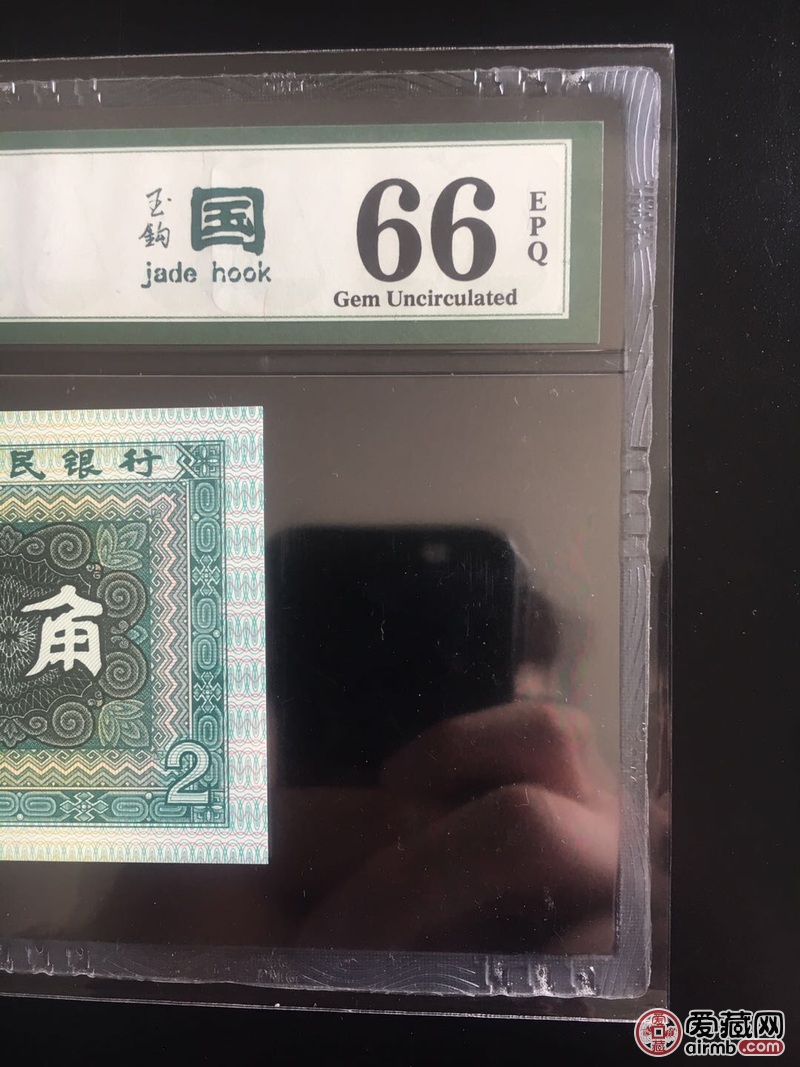 玉
鈎
国
jade hook
66
EPQ
Gem Uncirculated
民银行
角
2
爱藏网
airmb.com